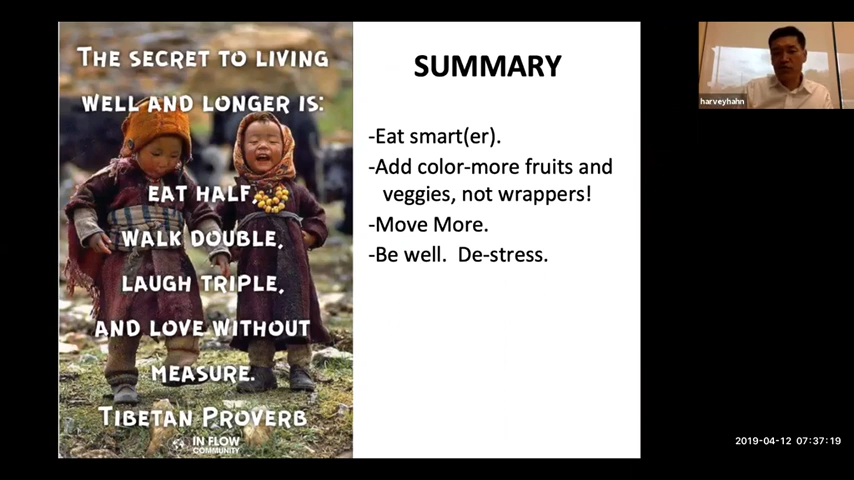 THE SECRET TO LIVING
WELL AND LONGER IS:
EAT HALF,
WALK DOUBLE,
LAUGH TRIPLE,
AND LOVE WITHOUT
MEASURE.
TIBETAN PROVERB
IN FLOW
COMMUNITY
SUMMARY
-Eat smart(er).
-Add color-more fruits and
veggies, not wrappers!
-Move More.
-Be well.  De-stress.
harveyhahn
2019-04-12 07:37:19